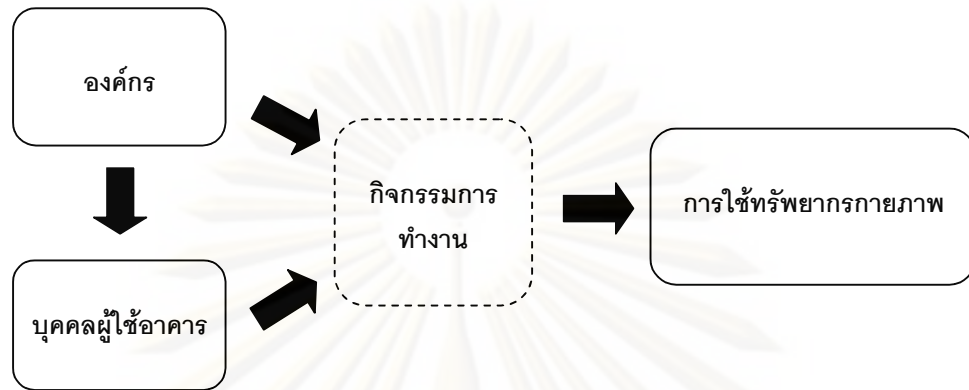 องค์กร
กิจกรรมการ
ทำงาน
การใช้ทรัพยากรกายภาพ
บุคคลผู้ใช้อาคาร